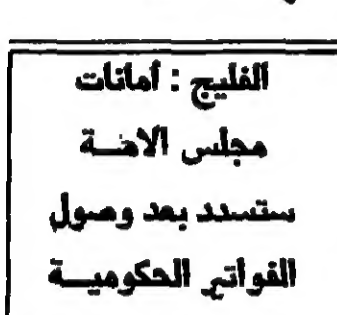 الفليج : أمانات
مجلس الامة
ستسدد بعد وصول
الفواتير الحكومية